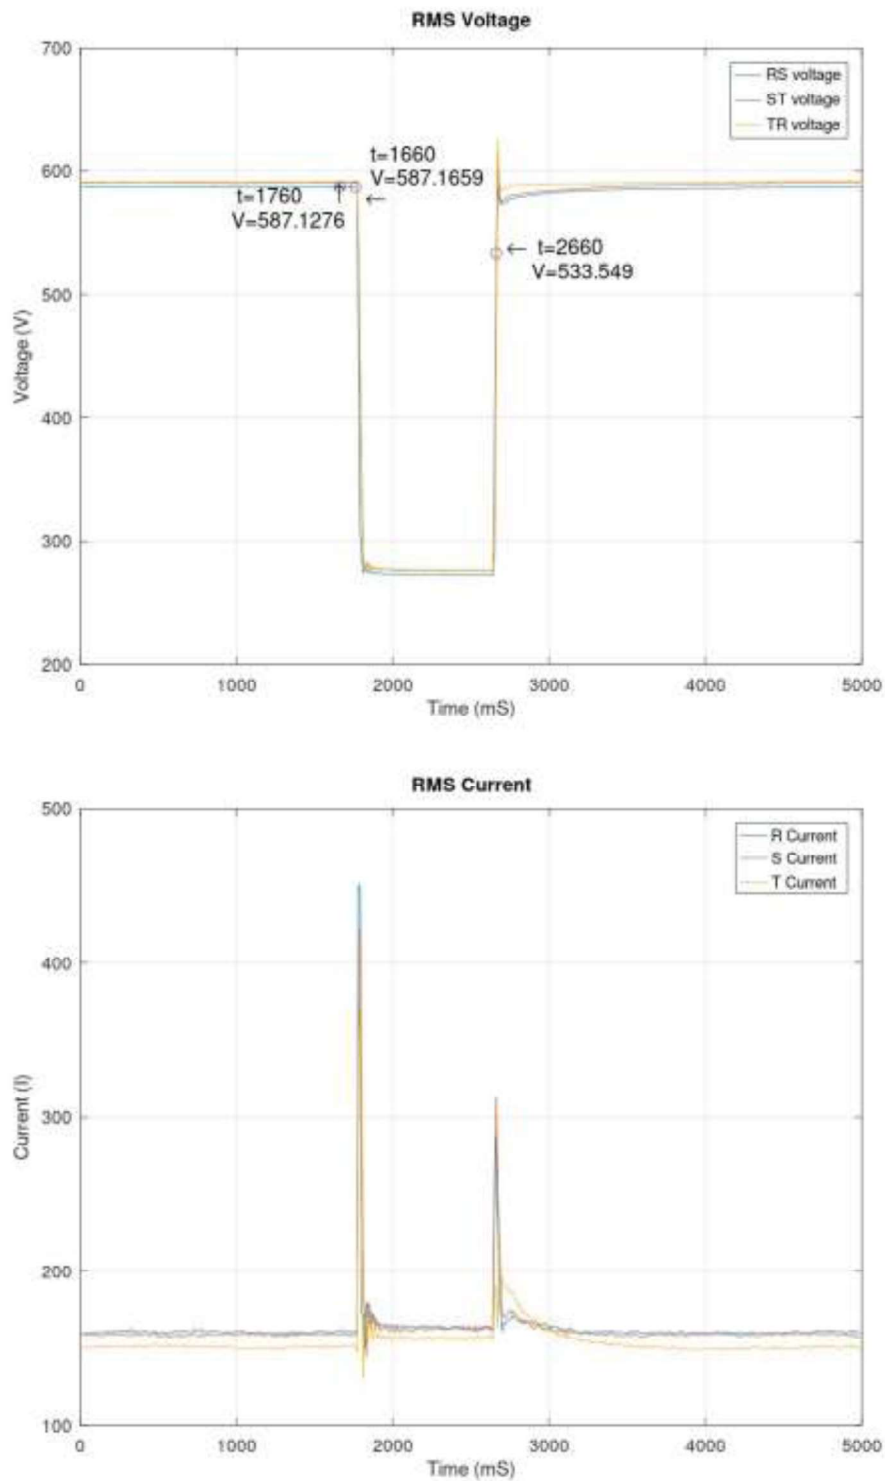 RMS Voltage
700
600
500
400
300
200
Voltage (V)
RS voltage
ST voltage
TR voltage
t=1660
V=587.1659
t=1760
V=587.1276
← t=2660
V=533.549
0 1000 2000 3000 4000 5000
Time (mS)
RMS Current
500
400
300
200
100
Current (I)
R Current
S Current
T Current
0 1000 2000 3000 4000 5000
Time (mS)